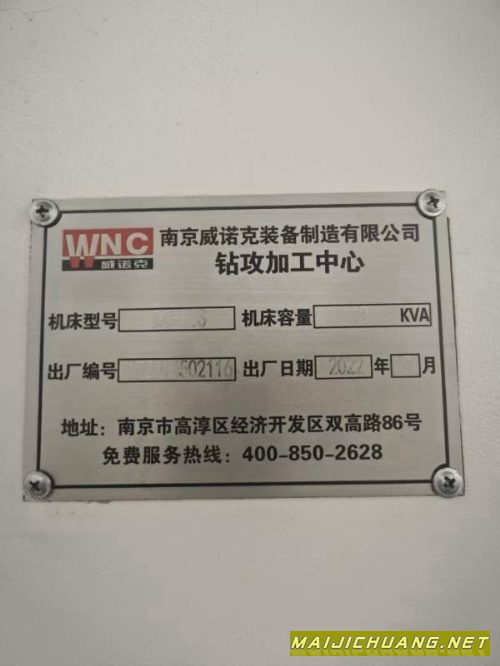 WNC
威诺克
南京威诺克装备制造有限公司
钻攻加工中心
机床型号 机床容量 KVA
出厂编号 502116 出厂日期 2022 年 月
地址：南京市高淳区经济开发区双高路86号
免费服务热线：400-850-2628
MAIJICHUANG.NET